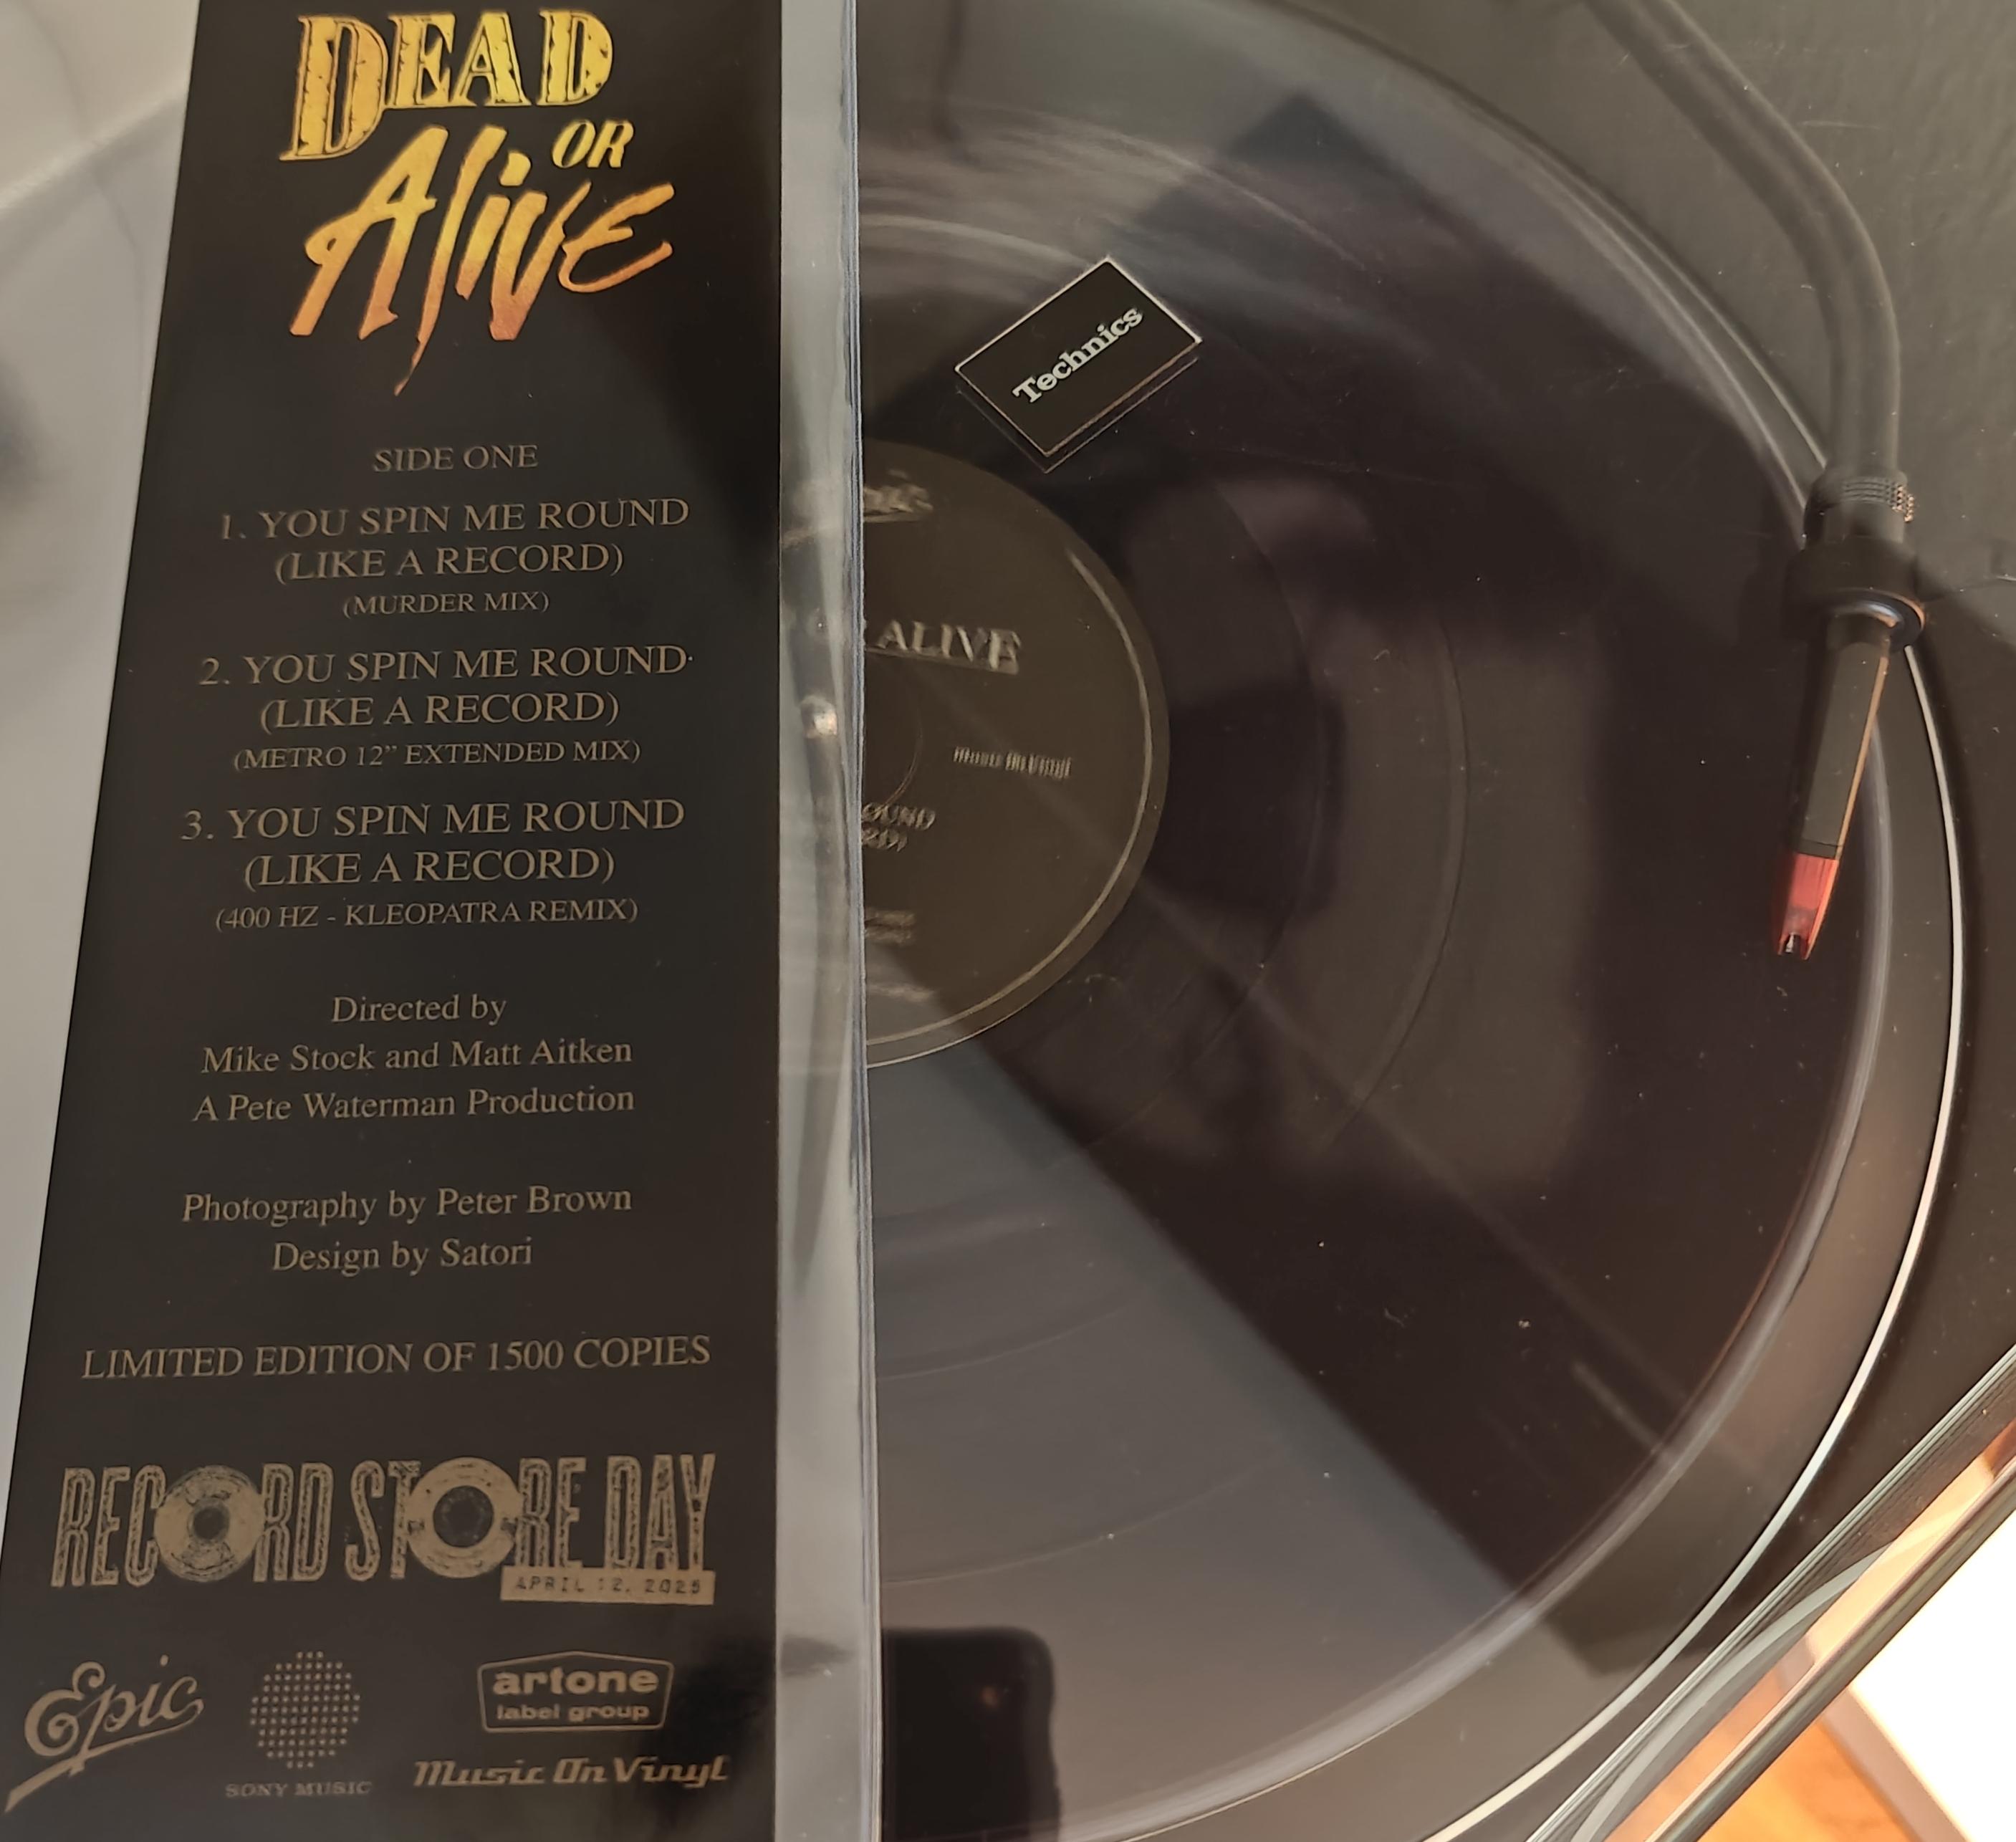 DEAD
OR
Alive
SIDE ONE
1. YOU SPIN ME ROUND
(LIKE A RECORD)
(MURDER MIX)
2. YOU SPIN ME ROUND
(LIKE A RECORD)
(METRO 12” EXTENDED MIX)
3. YOU SPIN ME ROUND
(LIKE A RECORD)
(400 HZ - KLEOPATRA REMIX)
Directed by
Mike Stock and Matt Aitken
A Pete Waterman Production
Photography by Peter Brown
Design by Satori
LIMITED EDITION OF 1500 COPIES
RECORD STORE DAY
APRIL 12, 2025
Epic
SONY MUSIC
artone
label group
Music On Vinyl
Technics
ALIVE
Music On Vinyl